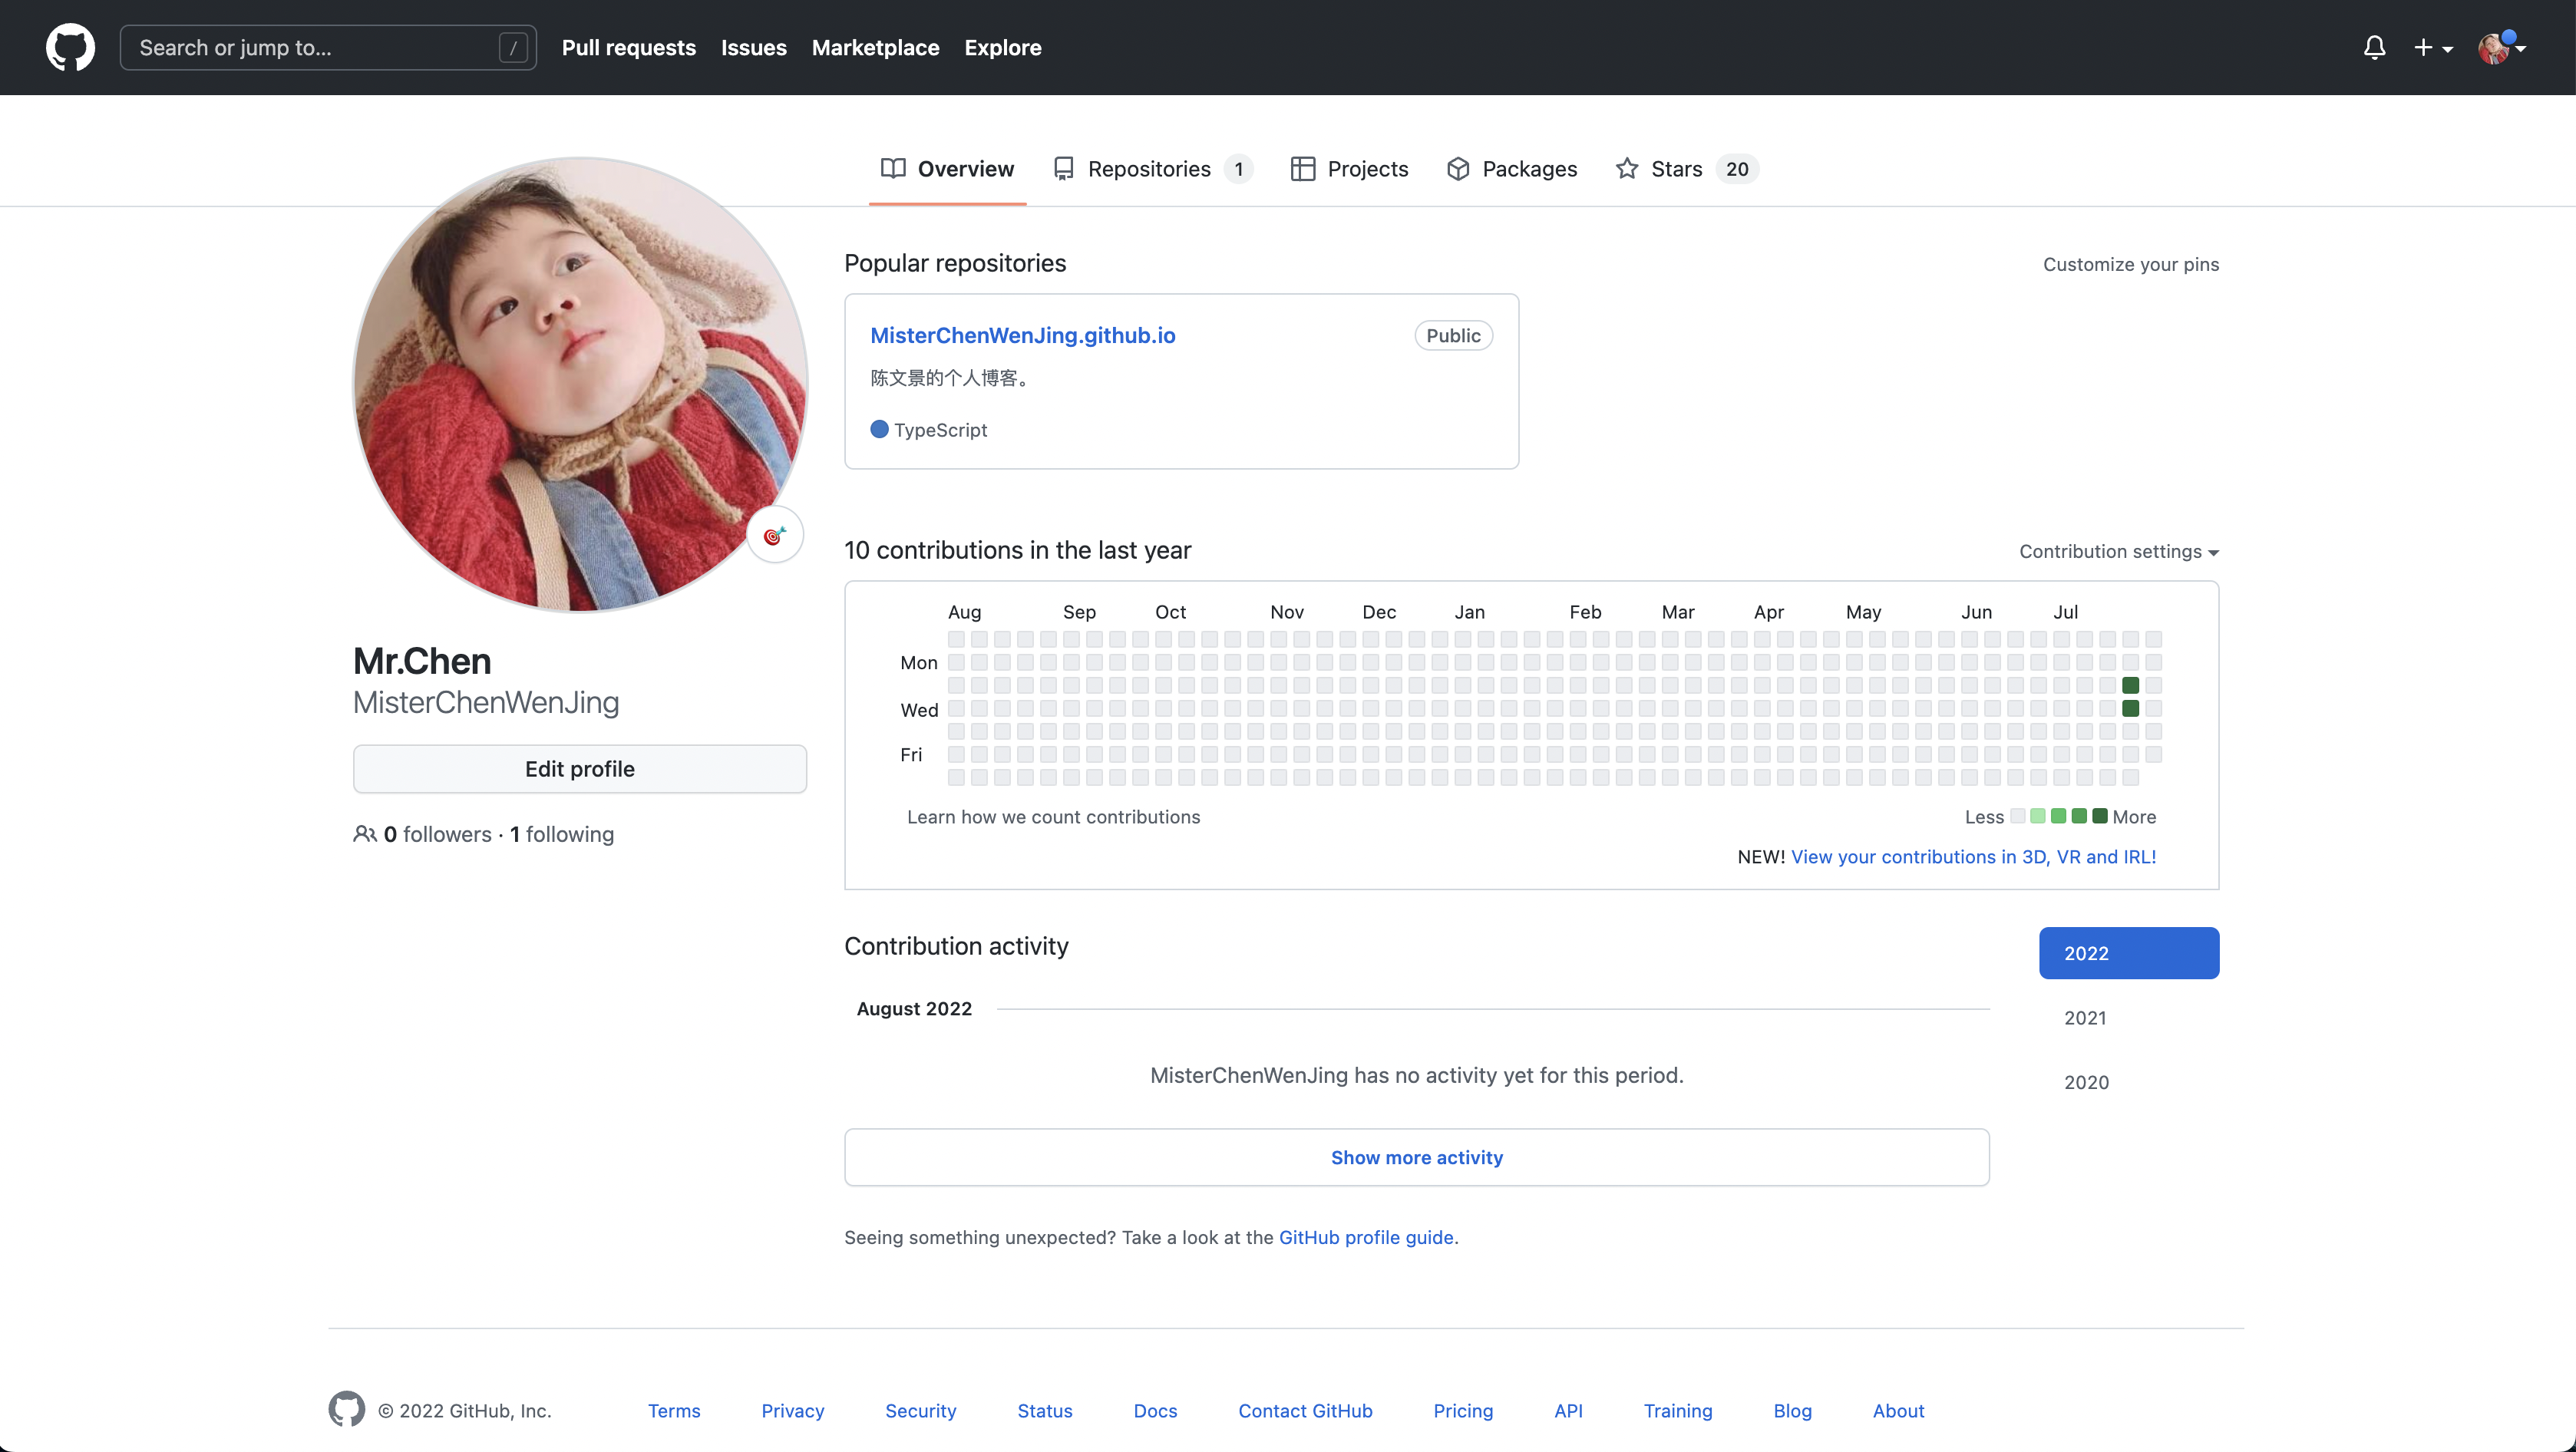 Search or jump to... /
Pull requests
Issues
Marketplace
Explore
Overview
Repositories 1
Projects
Packages
Stars 20
Popular repositories
Customize your pins
MisterChenWenJing.github.io
Public
陈文景的个人博客。
TypeScript
Mr.Chen
MisterChenWenJing
Edit profile
0 followers · 1 following
10 contributions in the last year
Contribution settings
Aug Sep Oct Nov Dec Jan Feb Mar Apr May Jun Jul
Mon
Wed
Fri
Learn how we count contributions
Less More
NEW! View your contributions in 3D, VR and IRL!
Contribution activity
2022
2021
2020
August 2022
MisterChenWenJing has no activity yet for this period.
Show more activity
Seeing something unexpected? Take a look at the GitHub profile guide.
© 2022 GitHub, Inc.
Terms
Privacy
Security
Status
Docs
Contact GitHub
Pricing
API
Training
Blog
About